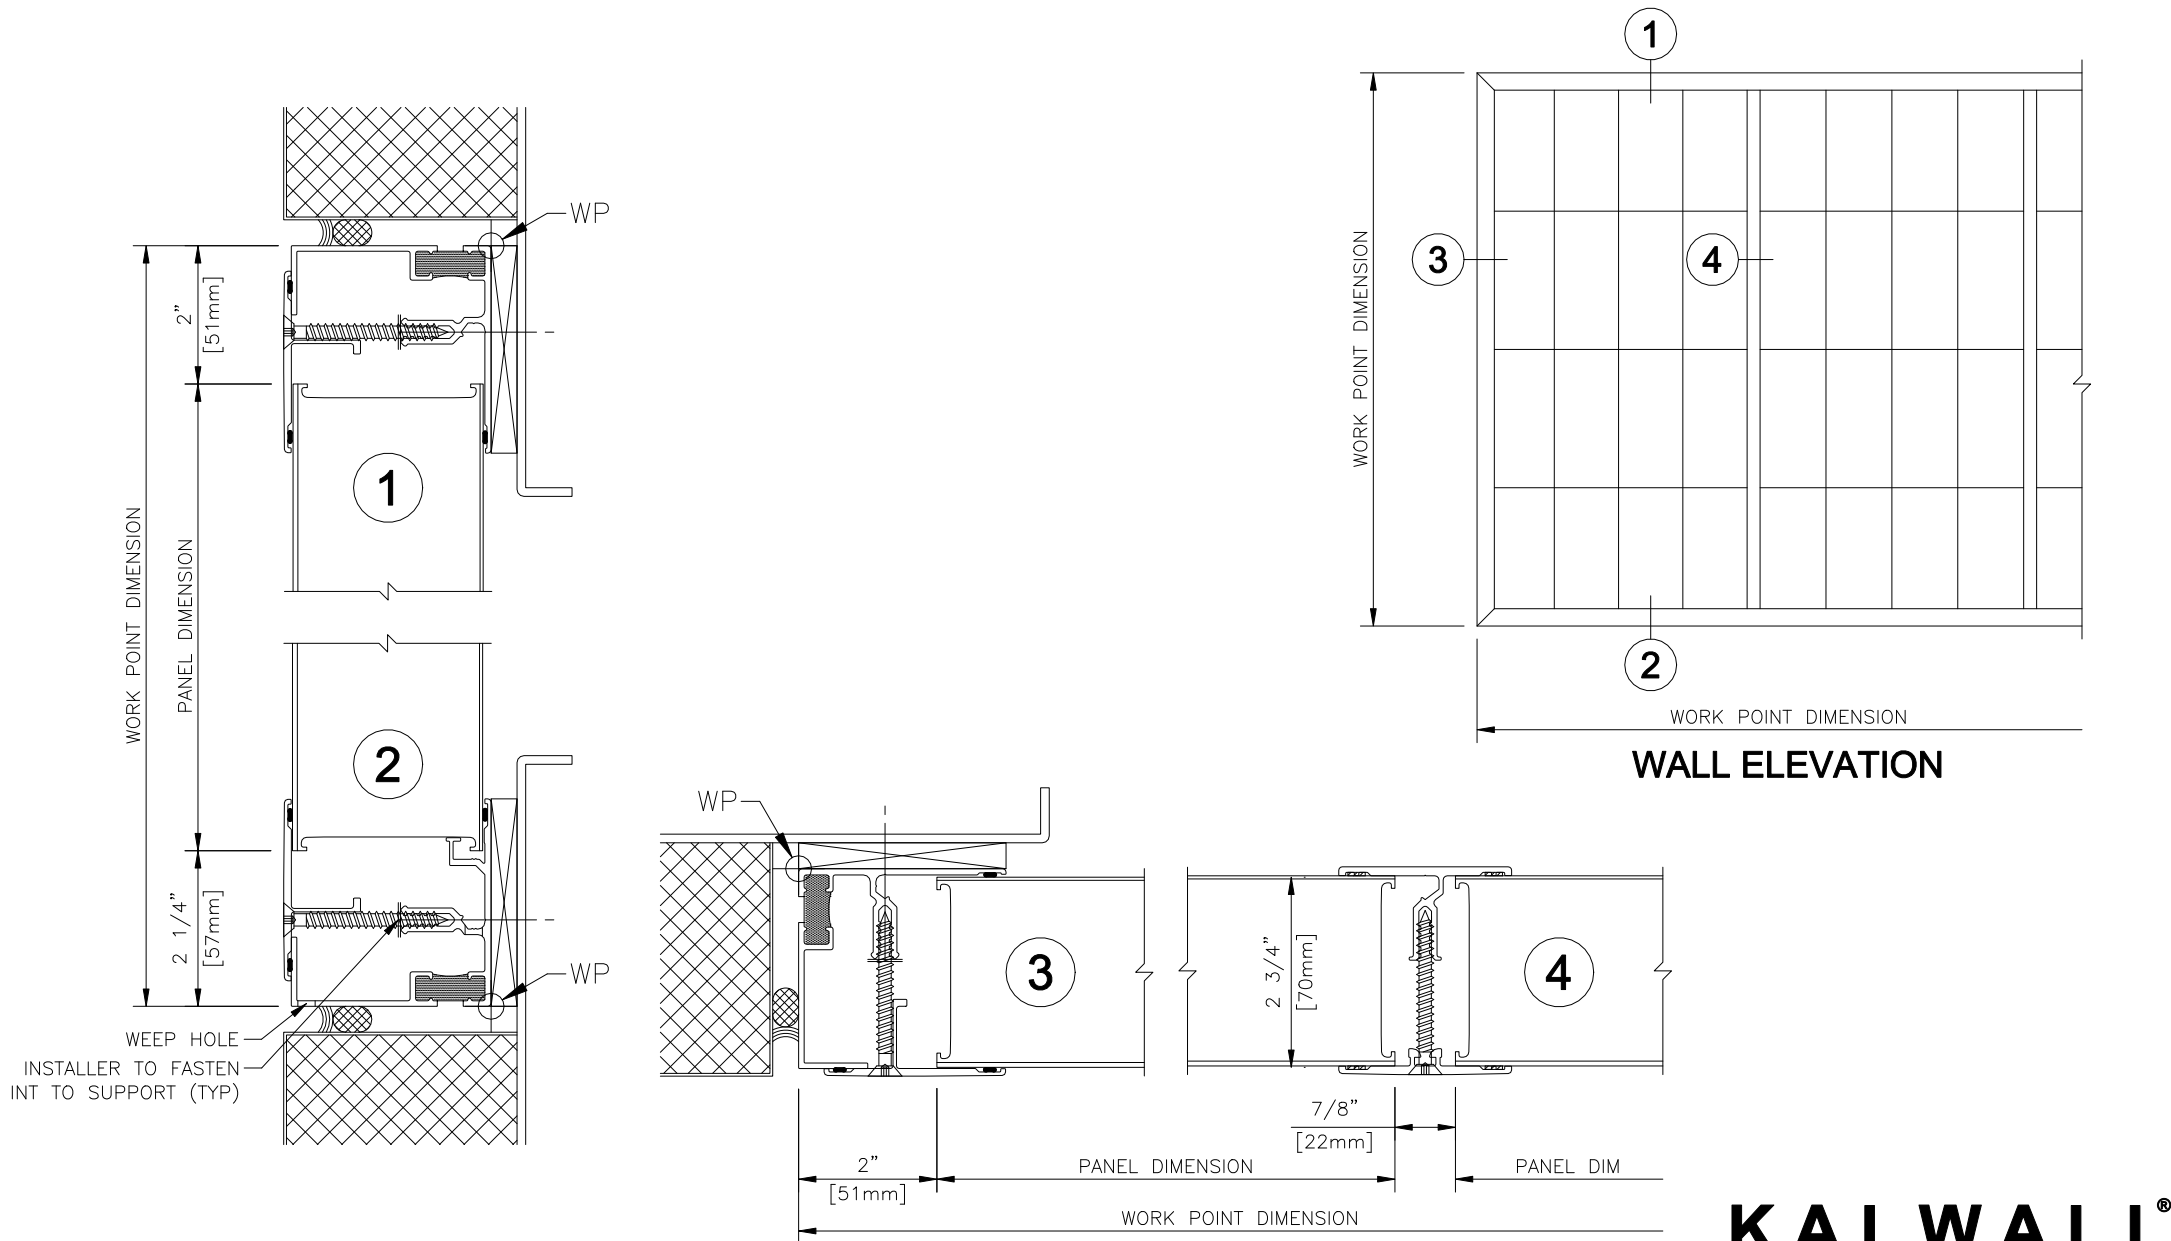 1
WORK POINT DIMENSION
3
4
2
WORK POINT DIMENSION
WALL ELEVATION
WP
2”
[51mm]
1
WORK POINT DIMENSION
PANEL DIMENSION
2
2 1/4”
[57mm]
WP
WEEP HOLE
INSTALLER TO FASTEN
INT TO SUPPORT (TYP)
WP
3
2 3/4”
[70mm]
4
7/8”
[22mm]
2”
[51mm]
PANEL DIMENSION
PANEL DIM
WORK POINT DIMENSION
KALWALL®